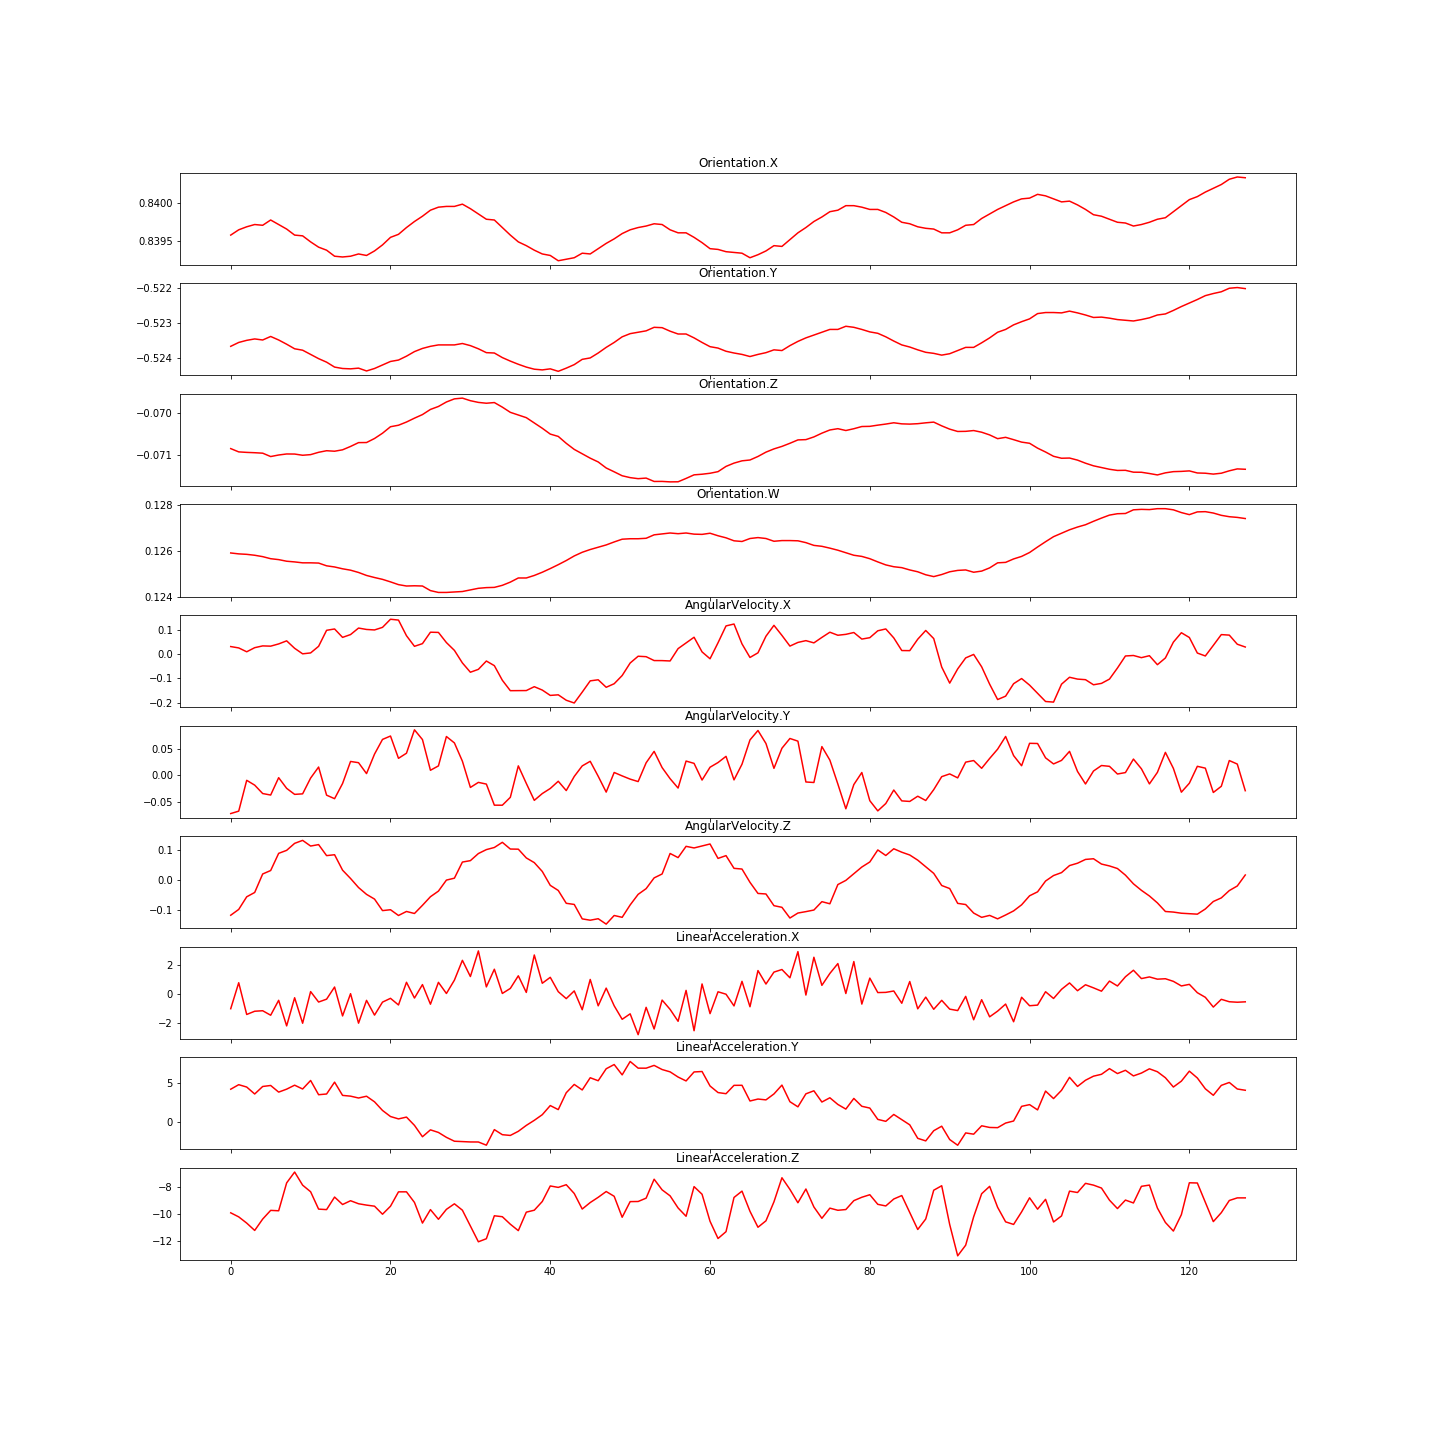 Orientation.X
0.8400
0.8395
Orientation.Y
−0.522
−0.523
−0.524
Orientation.Z
−0.070
−0.071
Orientation.W
0.128
0.126
0.124
AngularVelocity.X
0.1
0.0
−0.1
−0.2
AngularVelocity.Y
0.05
0.00
−0.05
AngularVelocity.Z
0.1
0.0
−0.1
LinearAcceleration.X
2
0
−2
LinearAcceleration.Y
5
0
LinearAcceleration.Z
−8
−10
−12
0 20 40 60 80 100 120